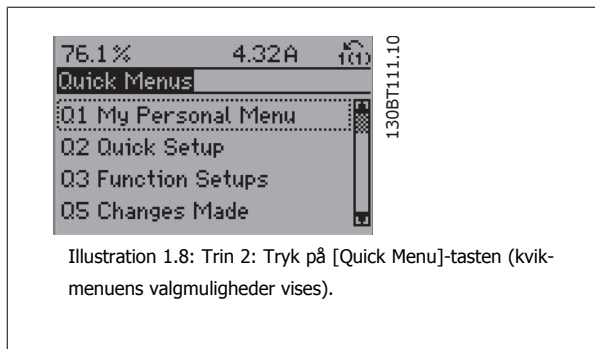 76.1% 4.32A 1(1)
Quick Menus
Q1 My Personal Menu
Q2 Quick Setup
Q3 Function Setups
Q5 Changes Made
130BT111.10
Illustration 1.8: Trin 2: Tryk på [Quick Menu]-tasten (kvik-
menuens valgmuligheder vises).